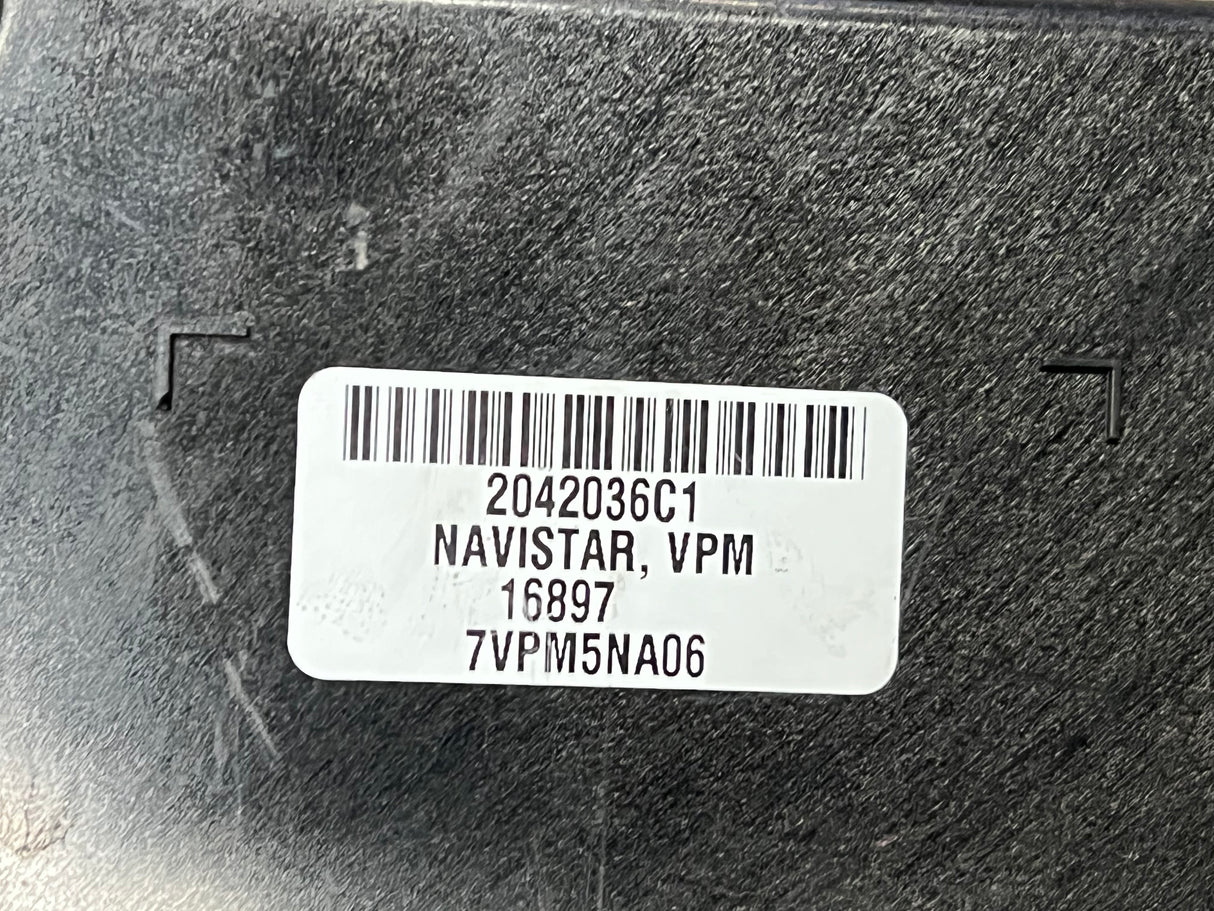 2042036C1
NAVISTAR, VPM
16897
7VPM5NA06